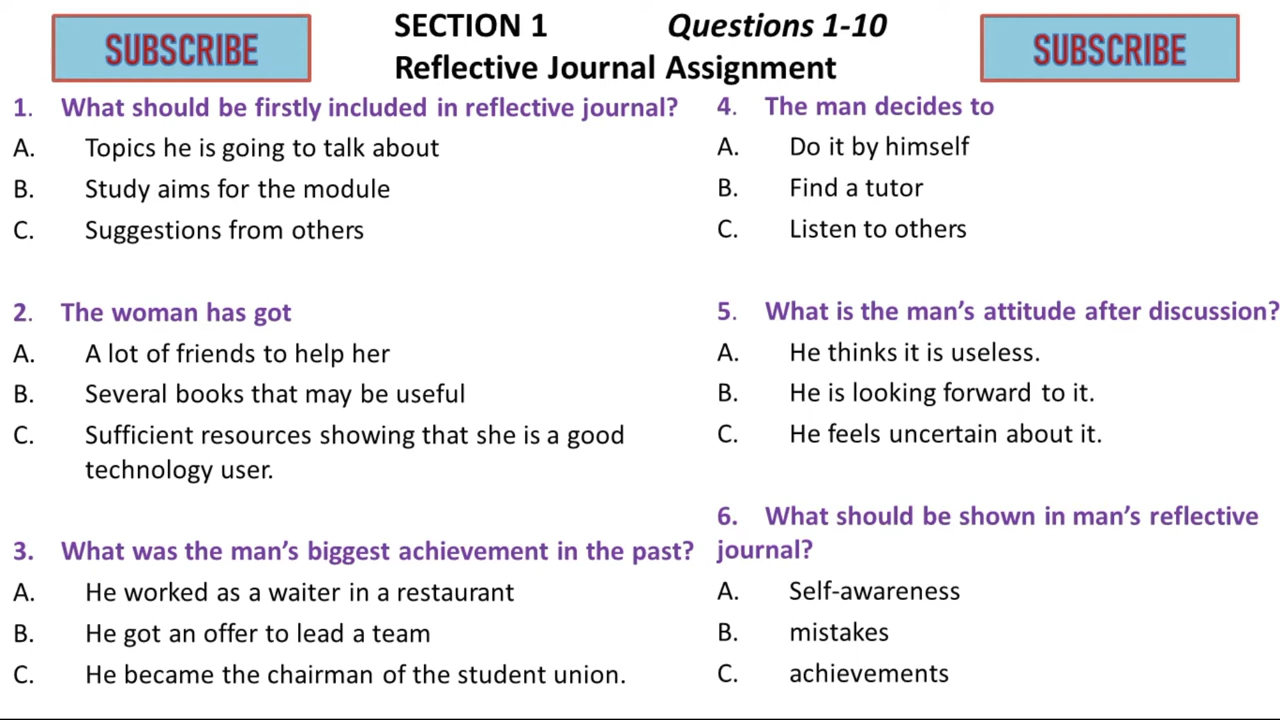 SUBSCRIBE
SECTION 1 Questions 1-10
Reflective Journal Assignment
SUBSCRIBE
1. What should be firstly included in reflective journal?
A. Topics he is going to talk about
B. Study aims for the module
C. Suggestions from others
2. The woman has got
A. A lot of friends to help her
B. Several books that may be useful
C. Sufficient resources showing that she is a good
technology user.
3. What was the man's biggest achievement in the past?
A. He worked as a waiter in a restaurant
B. He got an offer to lead a team
C. He became the chairman of the student union.
4. The man decides to
A. Do it by himself
B. Find a tutor
C. Listen to others
5. What is the man's attitude after discussion?
A. He thinks it is useless.
B. He is looking forward to it.
C. He feels uncertain about it.
6. What should be shown in man's reflective
journal?
A. Self-awareness
B. mistakes
C. achievements